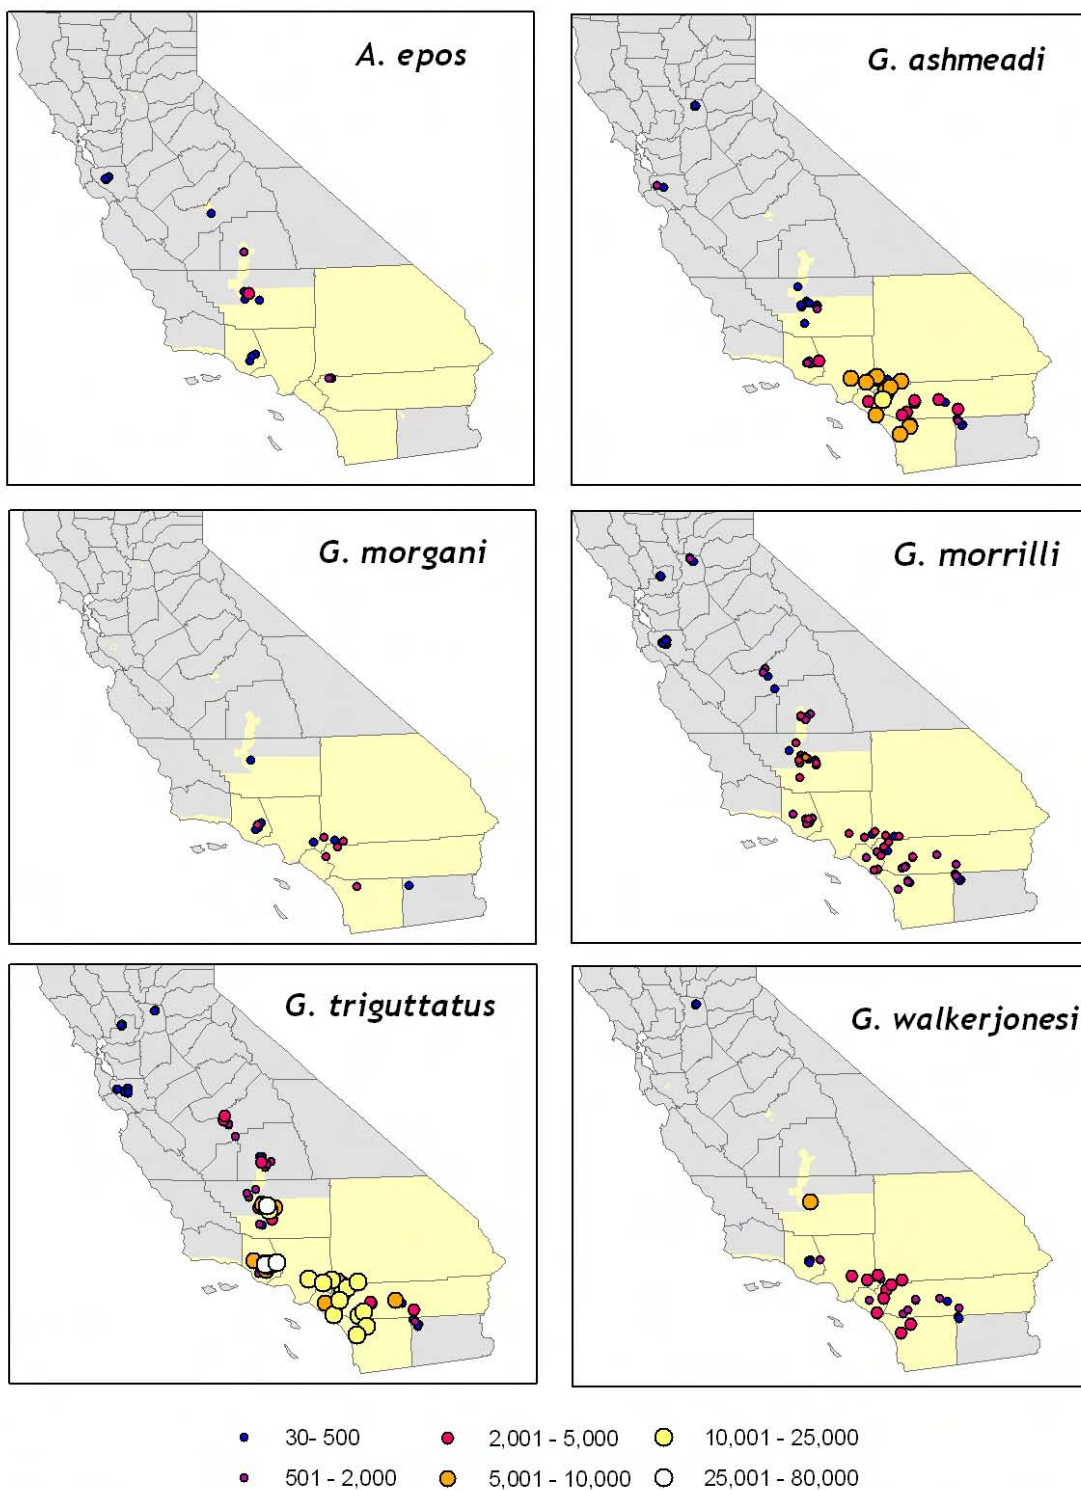 A. epos
G. ashmeadi
G. morgani
G. morrilli
G. triguttatus
G. walkerjonesi
30- 500
2,001 - 5,000
10,001 - 25,000
501 - 2,000
5,001 - 10,000
25,001 - 80,000